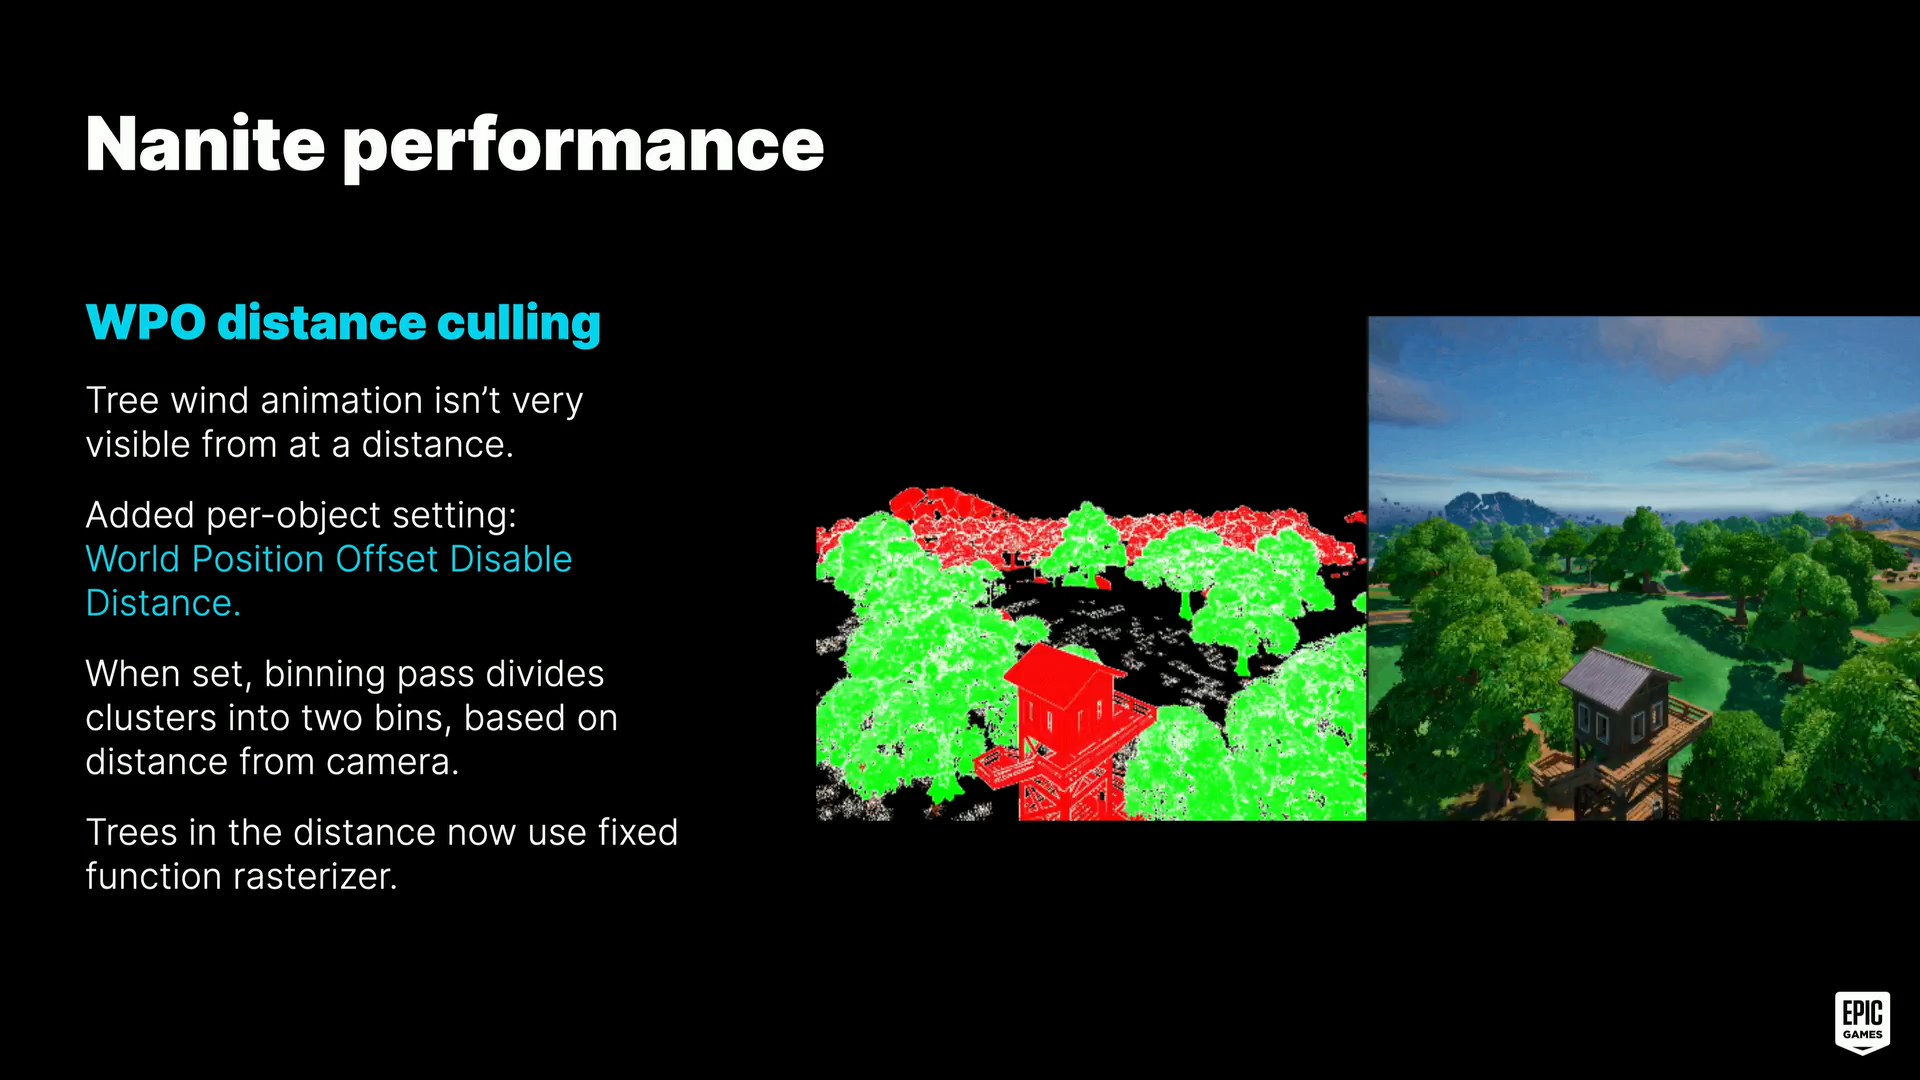 Nanite performance
WPO distance culling
Tree wind animation isn’t very
visible from at a distance.
Added per-object setting:
World Position Offset Disable
Distance.
When set, binning pass divides
clusters into two bins, based on
distance from camera.
Trees in the distance now use fixed
function rasterizer.
EPIC
GAMES